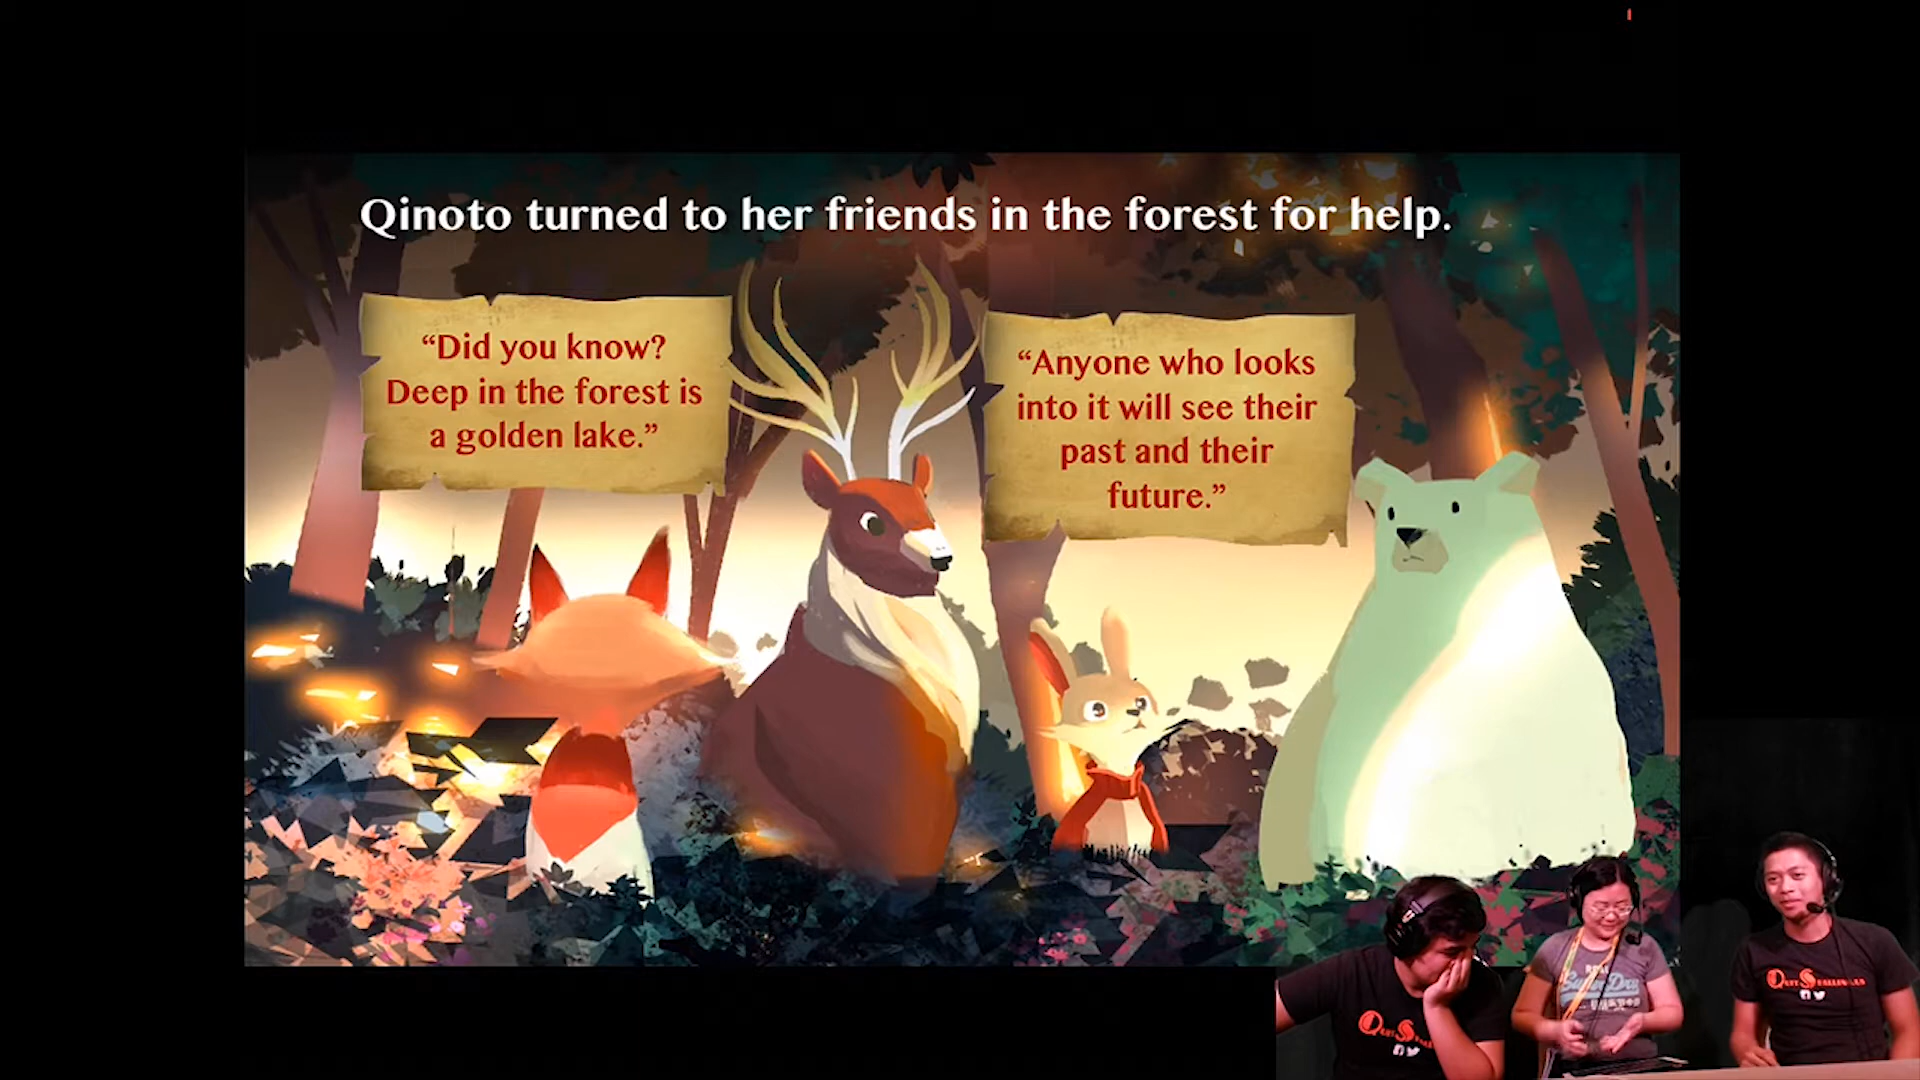 Qinoto turned to her friends in the forest for help.
“Did you know?
Deep in the forest is
a golden lake.”
“Anyone who looks
into it will see their
past and their
future.”